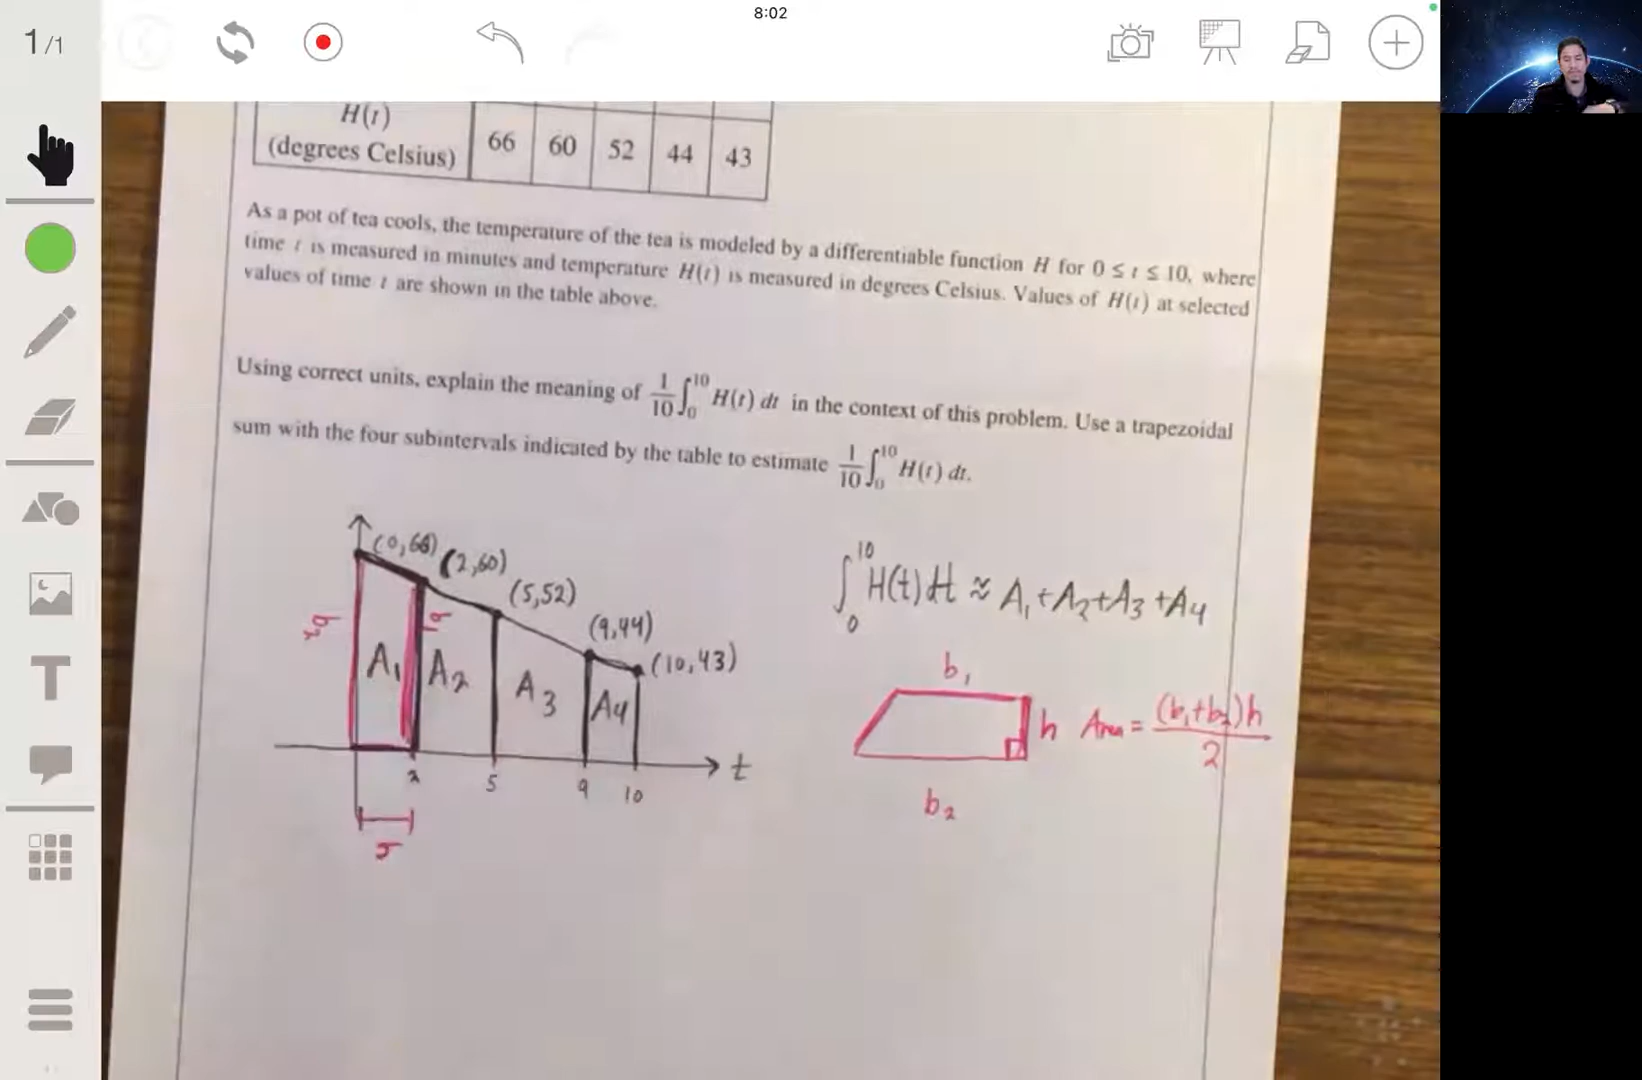 8:02
1/1
H(t)
(degrees Celsius) 66 60 52 44 43
As a pot of tea cools, the temperature of the tea is modeled by a differentiable function H for 0 ≤ t ≤ 10, where
time t is measured in minutes and temperature H(t) is measured in degrees Celsius. Values of H(t) at selected
values of time t are shown in the table above.
Using correct units, explain the meaning of 1/10 ∫₀¹⁰ H(t) dt in the context of this problem. Use a trapezoidal
sum with the four subintervals indicated by the table to estimate 1/10 ∫₀¹⁰ H(t) dt.
(0,66) (2,60)
(5,52)
(9,44)
(10,43)
b₂ b₁
A₁ A₂ A₃ A₄
2 5 9 10 t
∫₀¹⁰ H(t) dt ≈ A₁+A₂+A₃+A₄
b₁
h Area = (b₁+b₂)h / 2
b₂
T